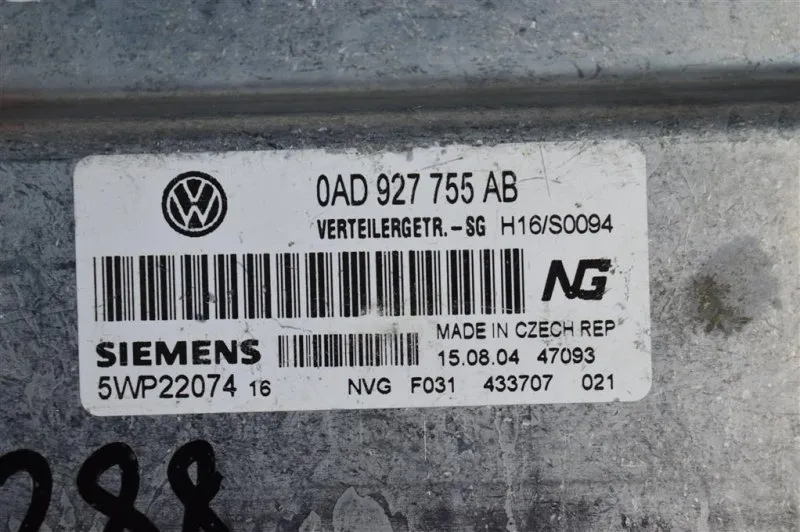 0AD 927 755 AB
VERTEILERGETR.-SG H16/S0094
NG
MADE IN CZECH REP
SIEMENS 15.08.04 47093
5WP22074 16 NVG F031 433707 021
288